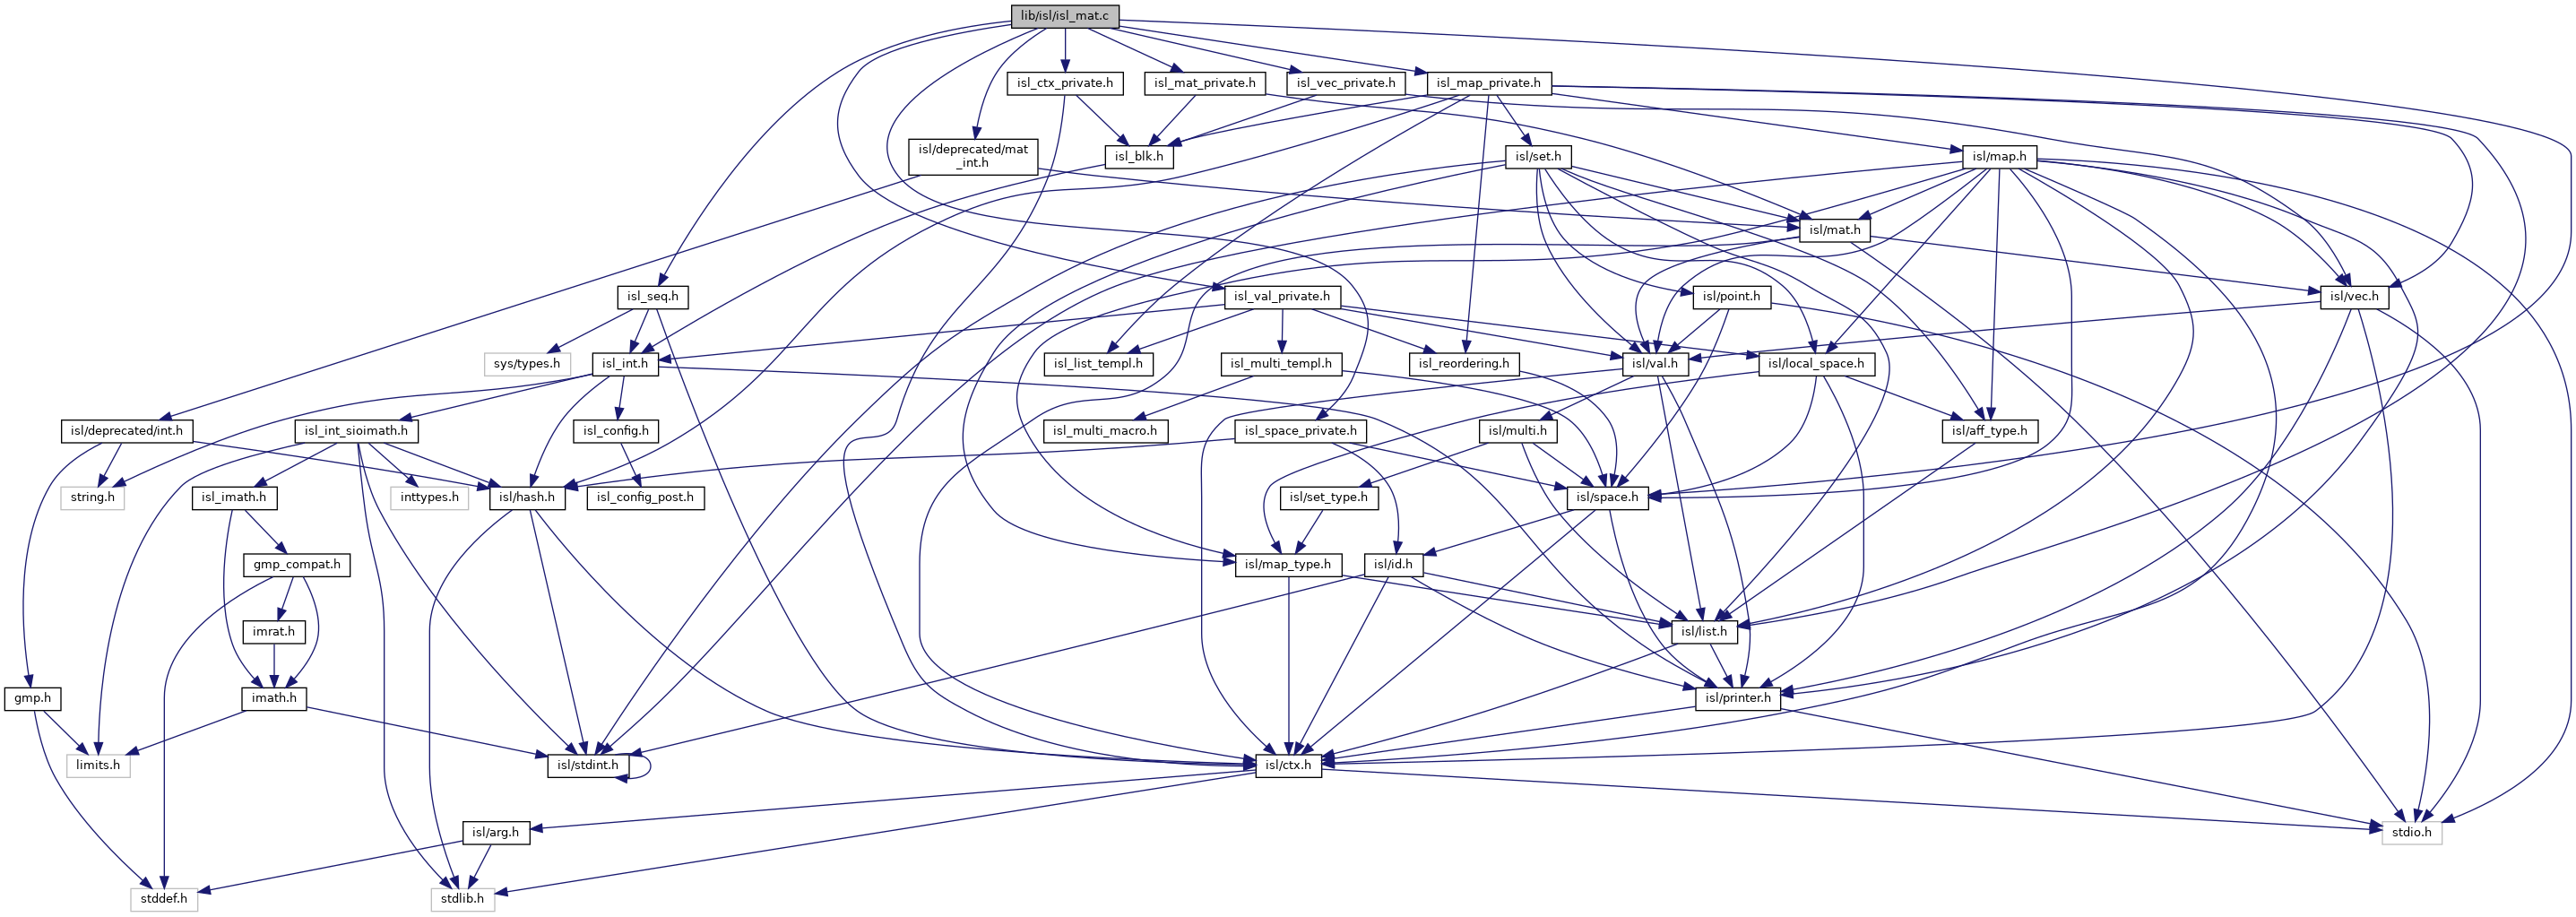 lib/isl/isl_mat.c
isl_ctx_private.h
isl_mat_private.h
isl_vec_private.h
isl_map_private.h
isl/deprecated/mat
_int.h
isl_blk.h
isl/set.h
isl/map.h
isl/mat.h
isl_seq.h
isl_val_private.h
isl/point.h
isl/vec.h
sys/types.h
isl_int.h
isl_list_templ.h
isl_multi_templ.h
isl_reordering.h
isl/val.h
isl/local_space.h
isl/deprecated/int.h
isl_int_sioimath.h
isl_config.h
isl_multi_macro.h
isl_space_private.h
isl/multi.h
isl/aff_type.h
string.h
isl_imath.h
inttypes.h
isl/hash.h
isl_config_post.h
isl/set_type.h
isl/space.h
gmp_compat.h
isl/map_type.h
isl/id.h
imrat.h
isl/list.h
gmp.h
imath.h
isl/printer.h
limits.h
isl/stdint.h
isl/ctx.h
isl/arg.h
stdio.h
stddef.h
stdlib.h